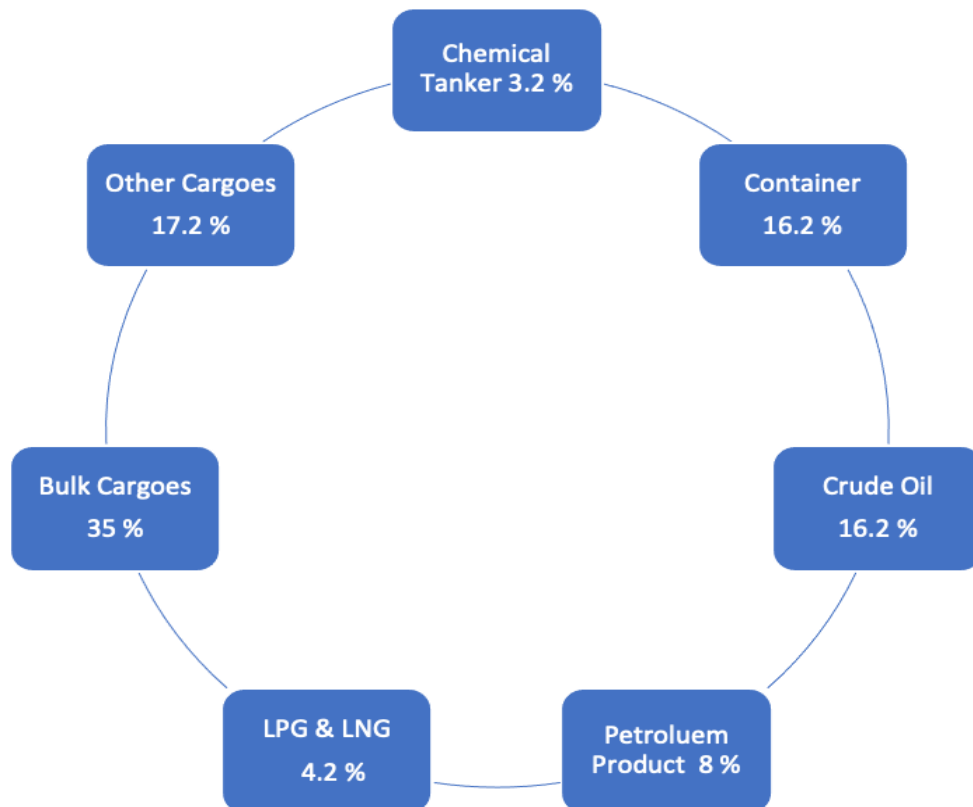 Chemical
Tanker 3.2 %
Other Cargoes
17.2 %
Container
16.2 %
Bulk Cargoes
35 %
Crude Oil
16.2 %
LPG & LNG
4.2 %
Petroluem
Product  8 %